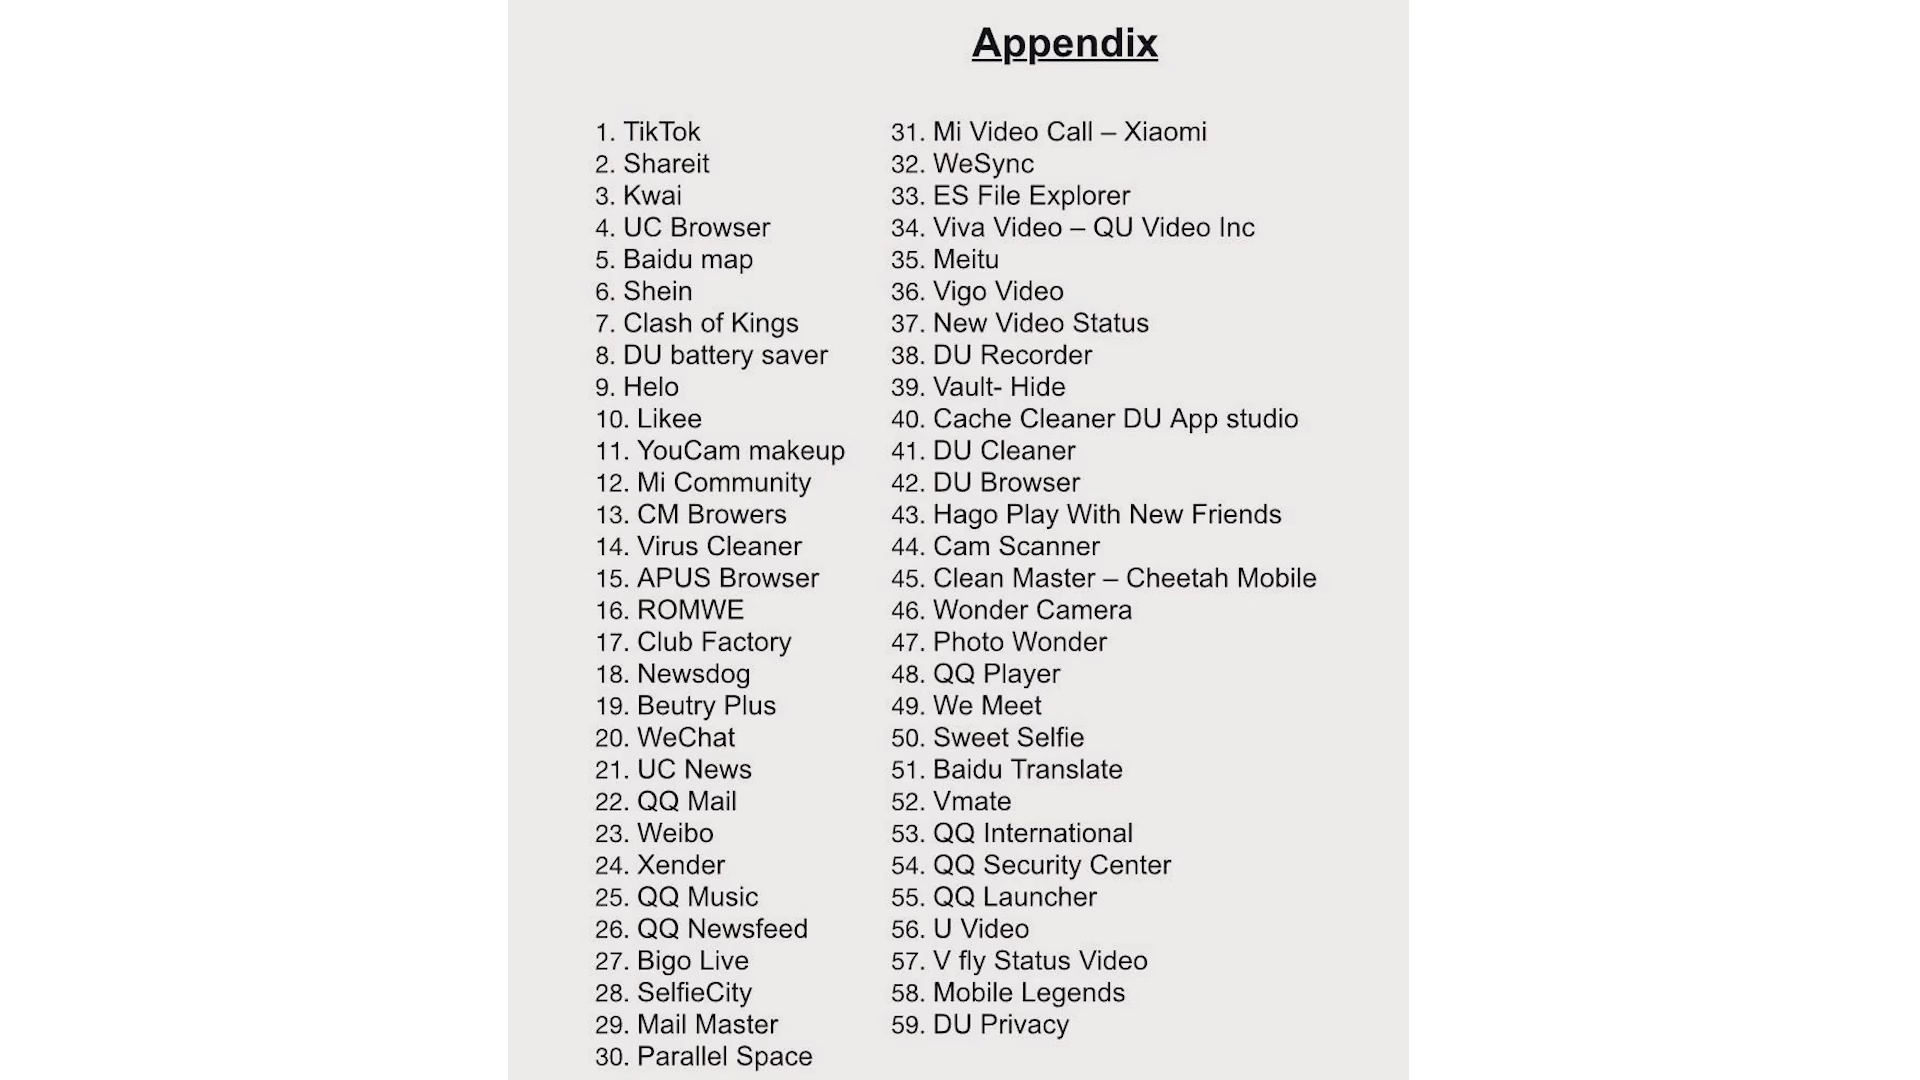 Appendix
1. TikTok
2. Shareit
3. Kwai
4. UC Browser
5. Baidu map
6. Shein
7. Clash of Kings
8. DU battery saver
9. Helo
10. Likee
11. YouCam makeup
12. Mi Community
13. CM Browers
14. Virus Cleaner
15. APUS Browser
16. ROMWE
17. Club Factory
18. Newsdog
19. Beutry Plus
20. WeChat
21. UC News
22. QQ Mail
23. Weibo
24. Xender
25. QQ Music
26. QQ Newsfeed
27. Bigo Live
28. SelfieCity
29. Mail Master
30. Parallel Space
31. Mi Video Call – Xiaomi
32. WeSync
33. ES File Explorer
34. Viva Video – QU Video Inc
35. Meitu
36. Vigo Video
37. New Video Status
38. DU Recorder
39. Vault- Hide
40. Cache Cleaner DU App studio
41. DU Cleaner
42. DU Browser
43. Hago Play With New Friends
44. Cam Scanner
45. Clean Master – Cheetah Mobile
46. Wonder Camera
47. Photo Wonder
48. QQ Player
49. We Meet
50. Sweet Selfie
51. Baidu Translate
52. Vmate
53. QQ International
54. QQ Security Center
55. QQ Launcher
56. U Video
57. V fly Status Video
58. Mobile Legends
59. DU Privacy